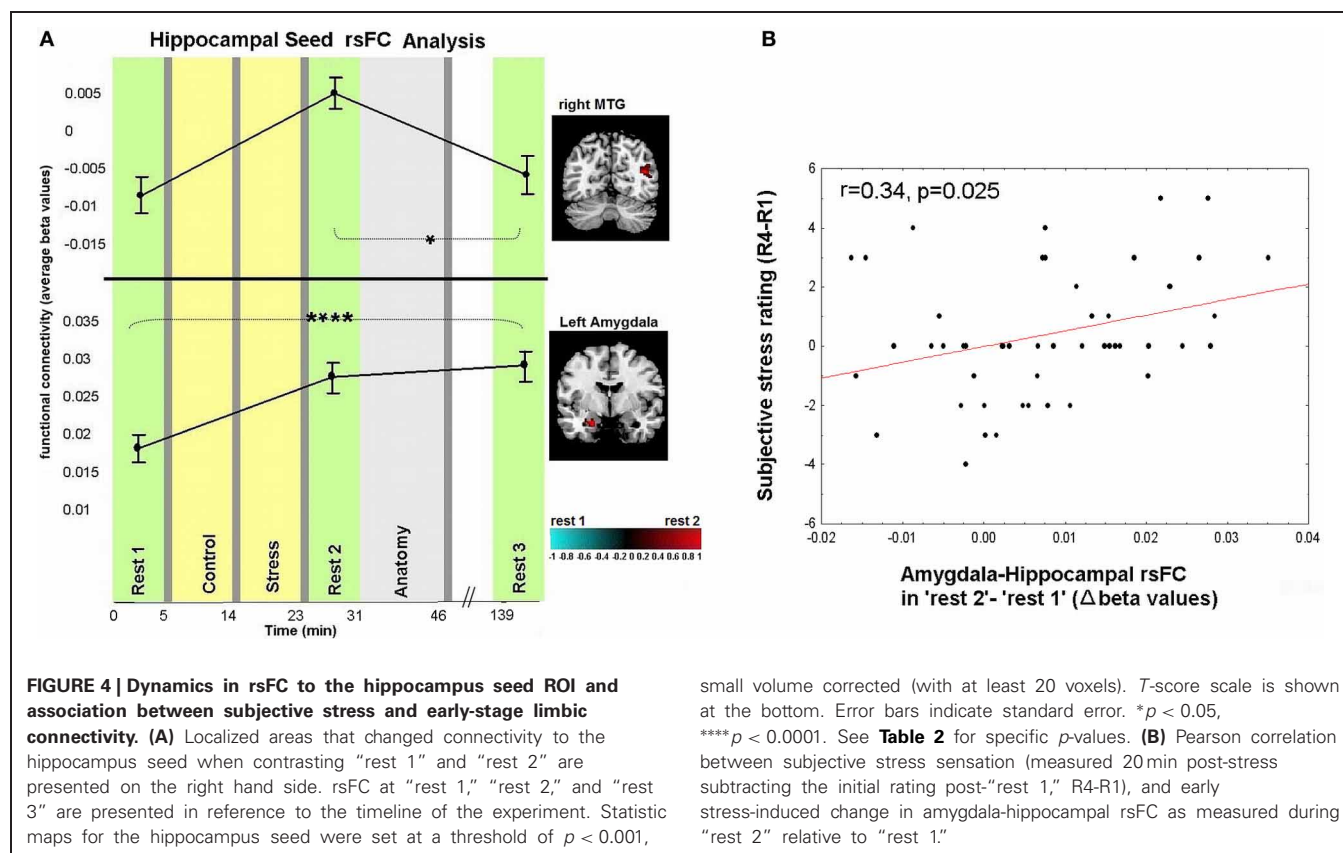 A
Hippocampal Seed rsFC Analysis
functional connectivity (average beta values)
0.005
0
-0.005
-0.01
-0.015
*
right MTG
0.035
0.03
0.025
0.02
0.015
0.01
****
Left Amygdala
rest 1 rest 2
-1 -0.8 -0.6 -0.4 -0.2 0 0.2 0.4 0.6 0.8 1
Rest 1
Control
Stress
Rest 2
Anatomy
Rest 3
0 5 14 23 31 46 // 139
Time (min)
B
r=0.34, p=0.025
Subjective stress rating (R4-R1)
6
4
2
0
-2
-4
-6
-0.02 -0.01 0.00 0.01 0.02 0.03 0.04
Amygdala-Hippocampal rsFC
in 'rest 2'- 'rest 1' (Δ beta values)
FIGURE 4 | Dynamics in rsFC to the hippocampus seed ROI and
association between subjective stress and early-stage limbic
connectivity. (A) Localized areas that changed connectivity to the
hippocampus seed when contrasting “rest 1” and “rest 2” are
presented on the right hand side. rsFC at “rest 1,” “rest 2,” and “rest
3” are presented in reference to the timeline of the experiment. Statistic
maps for the hippocampus seed were set at a threshold of p < 0.001,
small volume corrected (with at least 20 voxels). T-score scale is shown
at the bottom. Error bars indicate standard error. *p < 0.05,
****p < 0.0001. See Table 2 for specific p-values. (B) Pearson correlation
between subjective stress sensation (measured 20 min post-stress
subtracting the initial rating post-“rest 1,” R4-R1), and early
stress-induced change in amygdala-hippocampal rsFC as measured during
“rest 2” relative to “rest 1.”